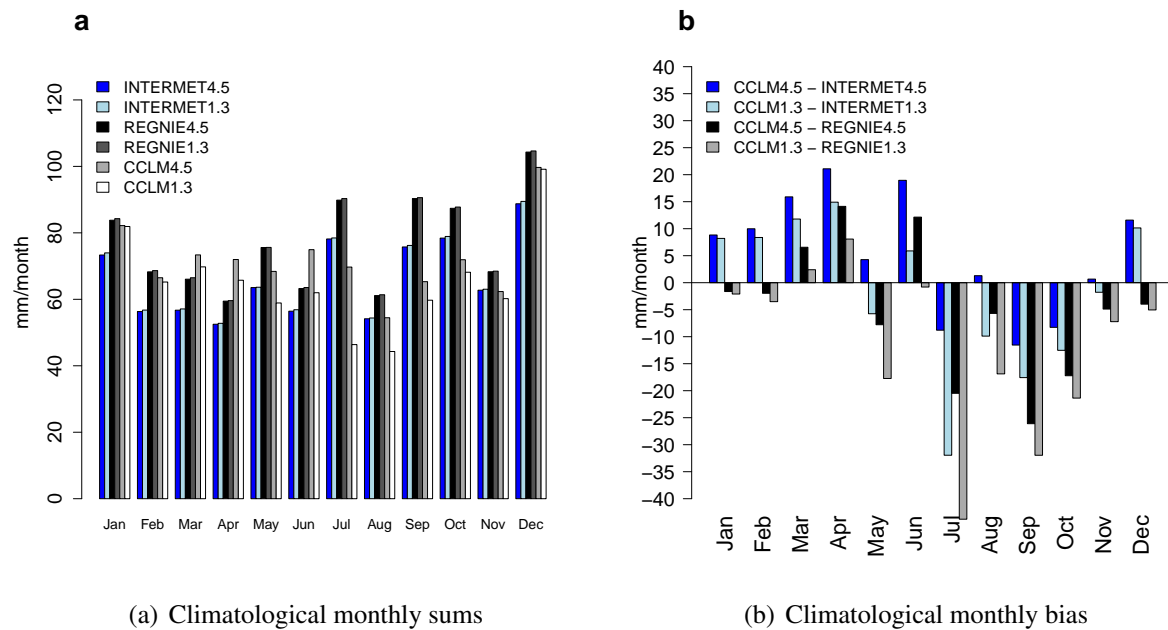 a
INTERMET4.5
INTERMET1.3
REGNIE4.5
REGNIE1.3
CCLM4.5
CCLM1.3
mm/month
0 20 40 60 80 100 120
Jan Feb Mar Apr May Jun Jul Aug Sep Oct Nov Dec
(a) Climatological monthly sums
b
CCLM4.5 − INTERMET4.5
CCLM1.3 − INTERMET1.3
CCLM4.5 − REGNIE4.5
CCLM1.3 − REGNIE1.3
mm/month
40
35
30
25
20
15
10
5
0
−5
−10
−15
−20
−25
−30
−35
−40
Jan Feb Mar Apr May Jun Jul Aug Sep Oct Nov Dec
(b) Climatological monthly bias